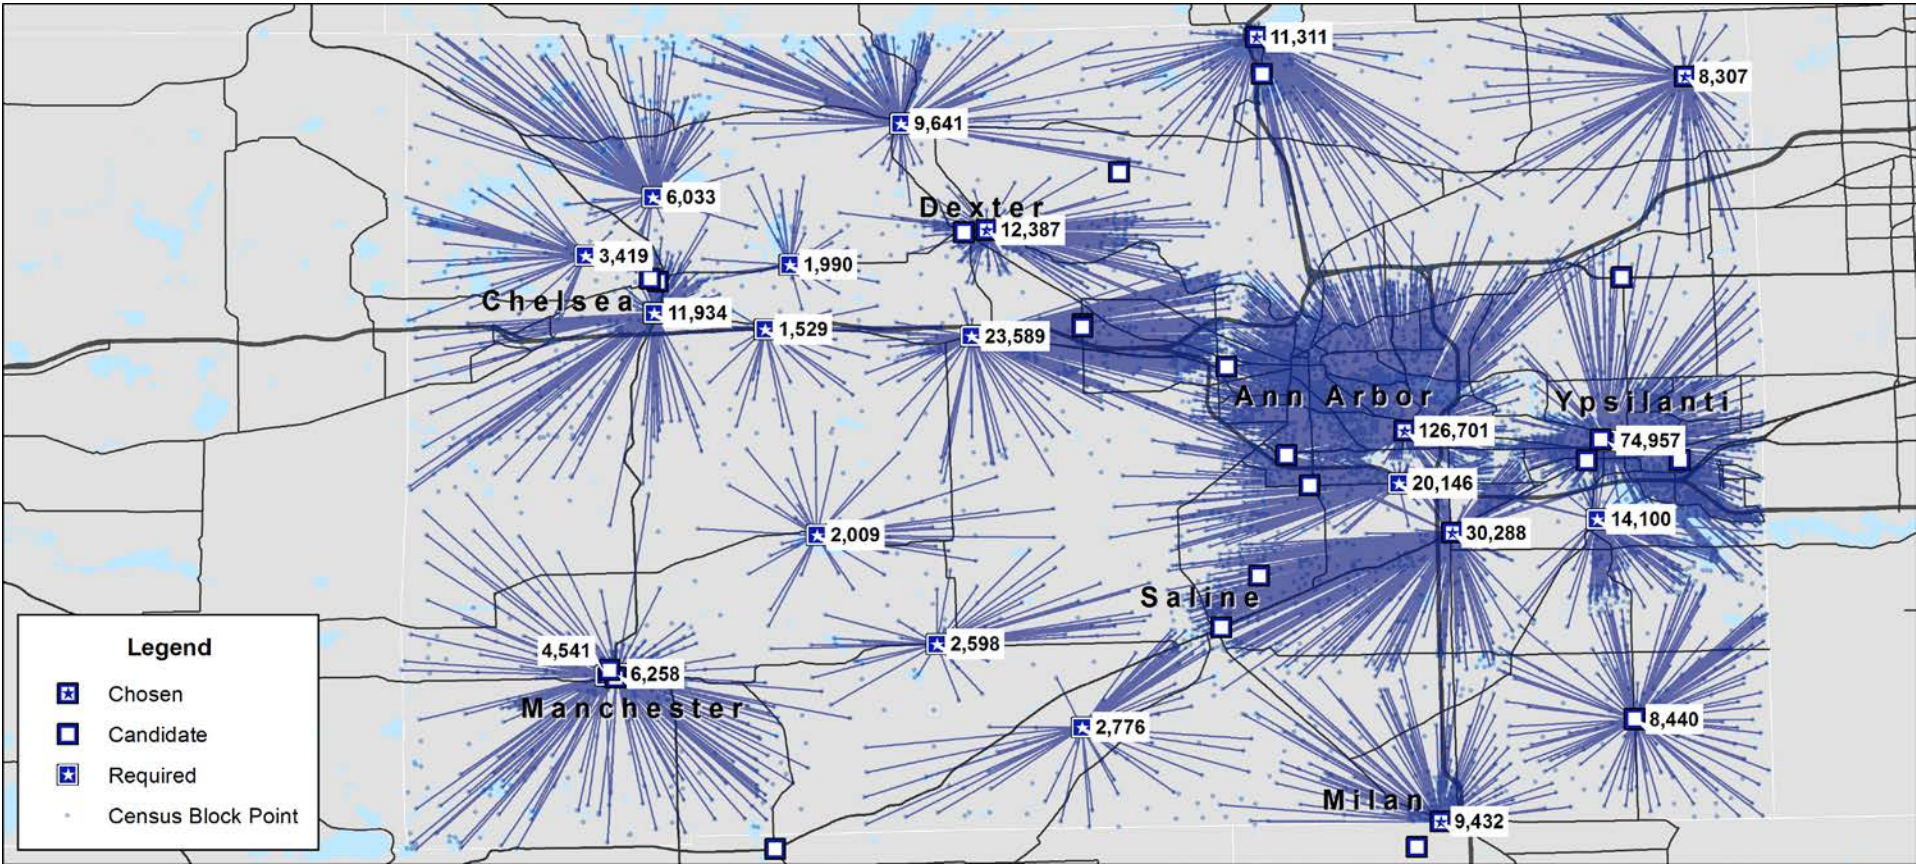 11,311
8,307
9,641
6,033
Dexter
12,387
3,419
1,990
Chelsea
11,934
1,529
23,589
Ann Arbor
Ypsilanti
126,701
74,957
20,146
14,100
2,009
30,288
Saline
4,541
2,598
6,258
Manchester
2,776
8,440
Milan
9,432
Legend
Chosen
Candidate
Required
Census Block Point